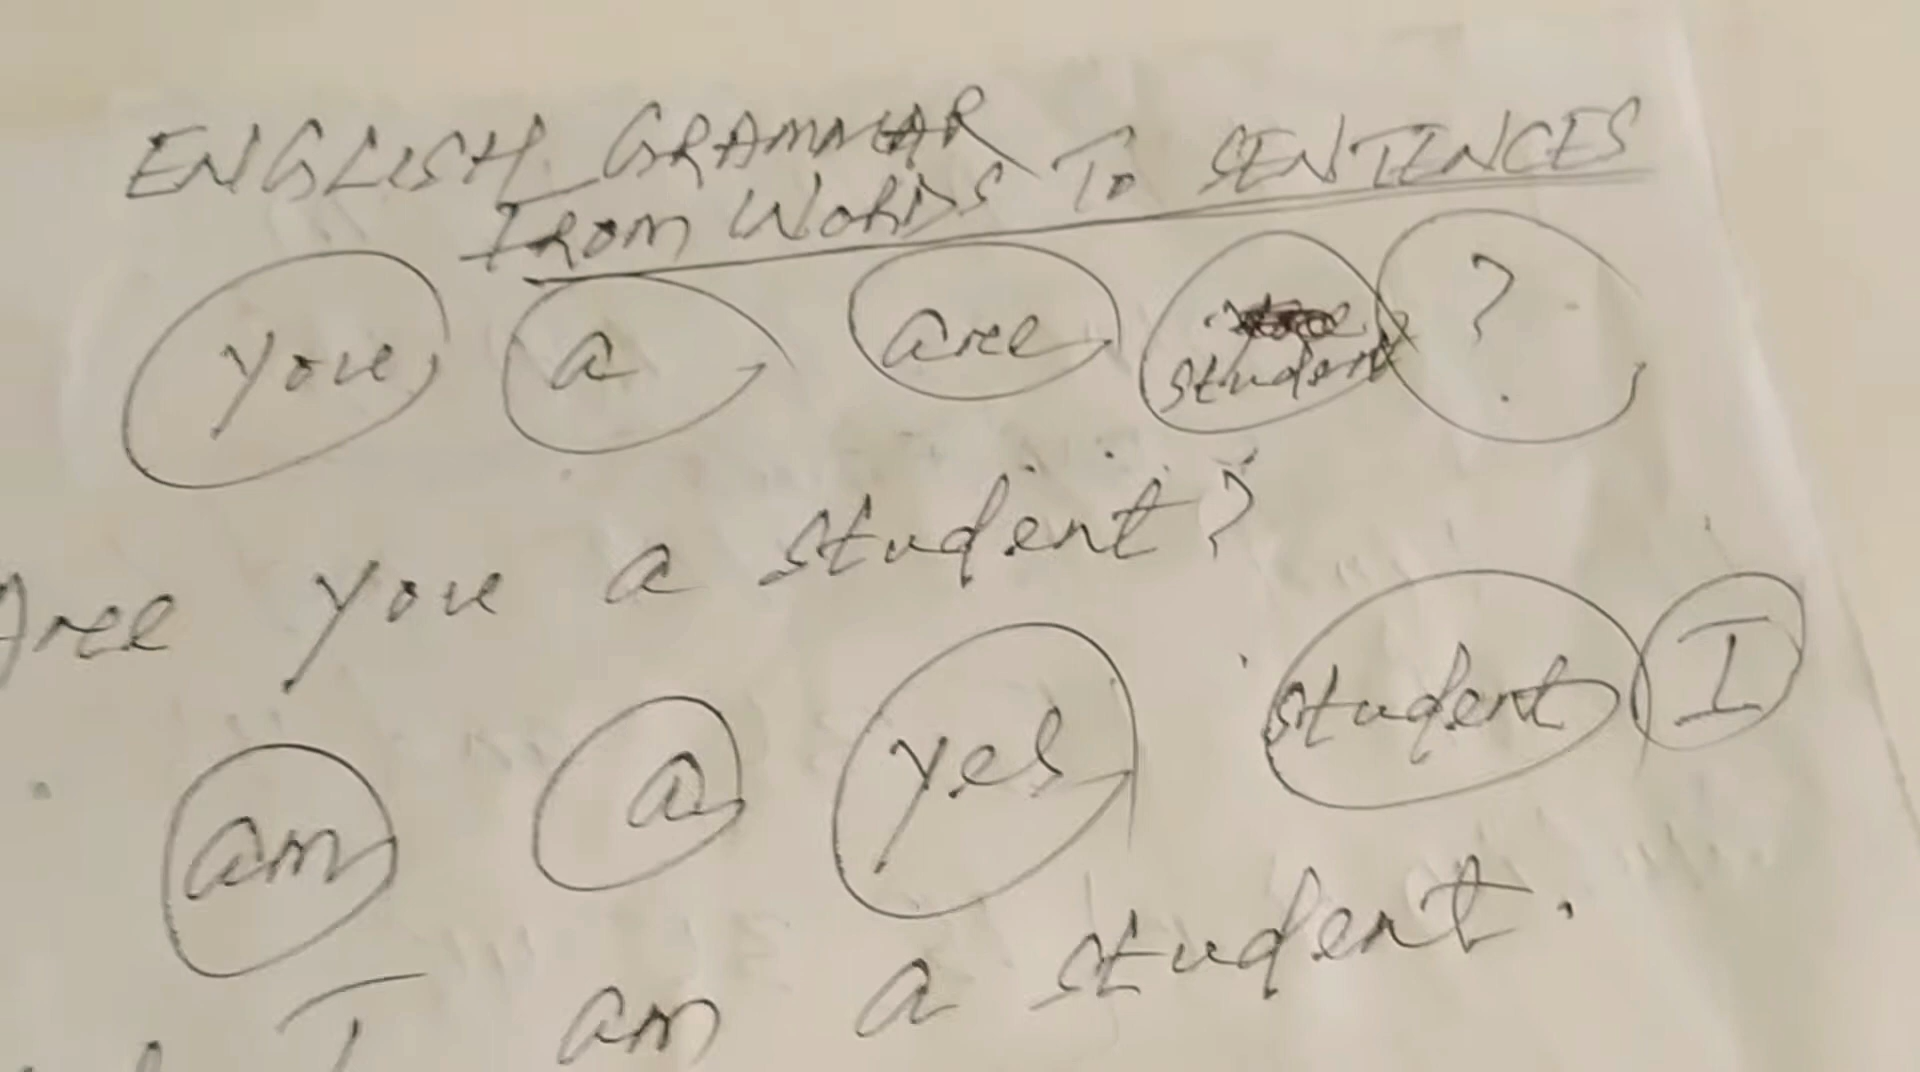 ENGLISH GRAMMAR
FROM WORDS TO SENTENCES
you a are student ?
Are you a student?
am a yes student I
I am a student.